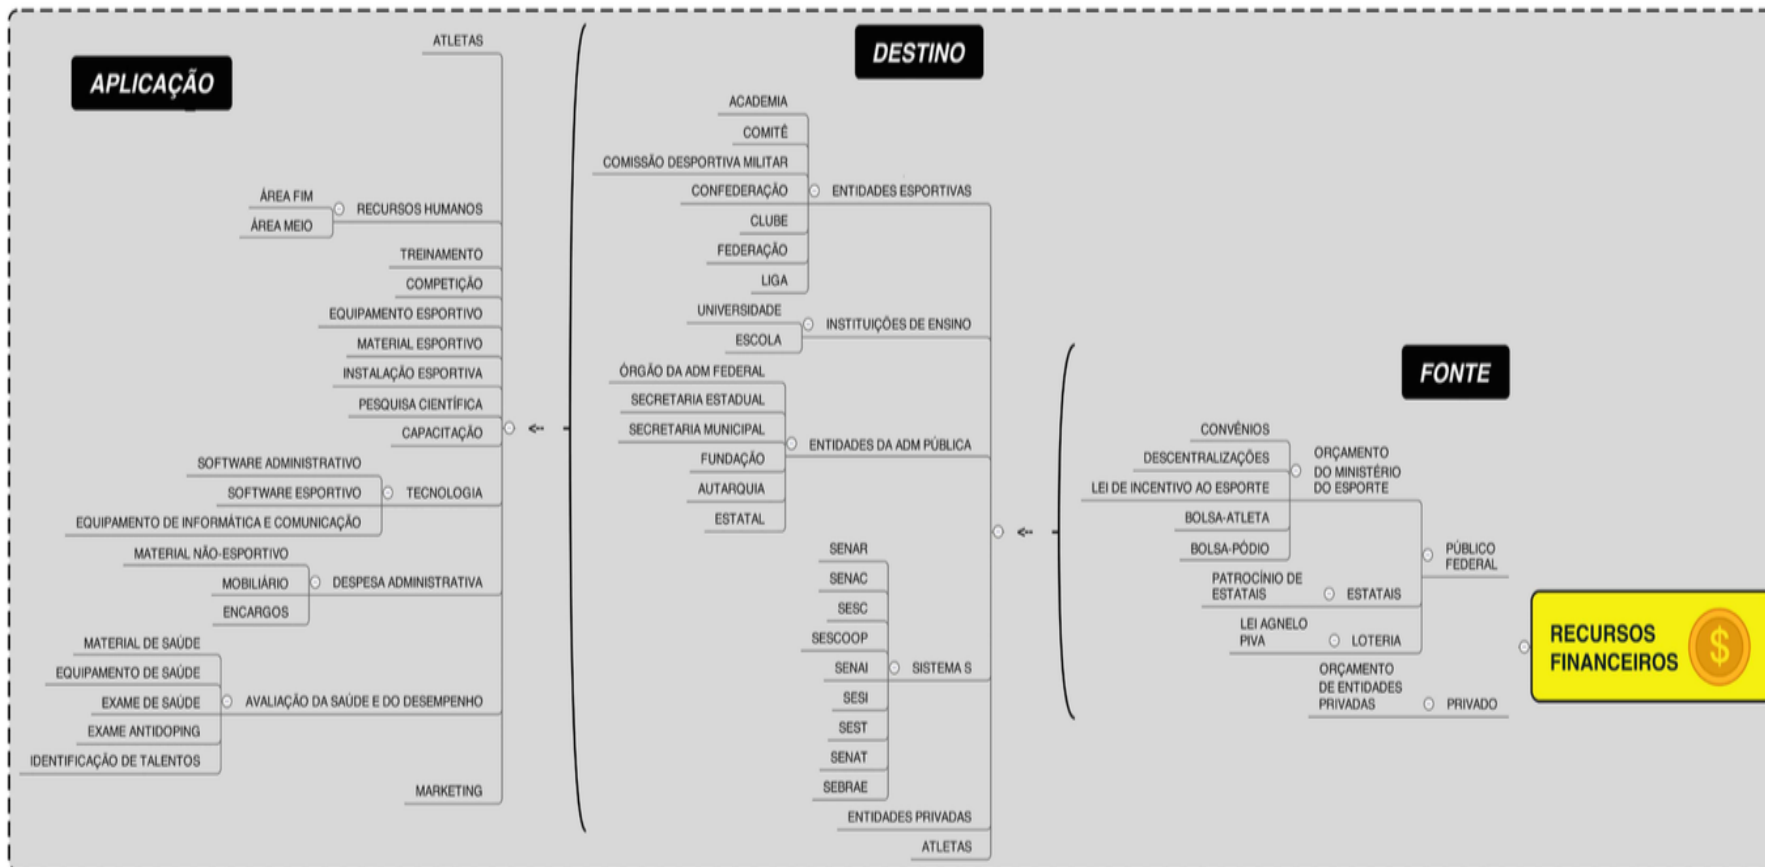 APLICAÇÃO
ATLETAS
ÁREA FIM
ÁREA MEIO
RECURSOS HUMANOS
TREINAMENTO
COMPETIÇÃO
EQUIPAMENTO ESPORTIVO
MATERIAL ESPORTIVO
INSTALAÇÃO ESPORTIVA
PESQUISA CIENTÍFICA
CAPACITAÇÃO
SOFTWARE ADMINISTRATIVO
SOFTWARE ESPORTIVO
EQUIPAMENTO DE INFORMÁTICA E COMUNICAÇÃO
TECNOLOGIA
MATERIAL NÃO-ESPORTIVO
MOBILIÁRIO
ENCARGOS
DESPESA ADMINISTRATIVA
MATERIAL DE SAÚDE
EQUIPAMENTO DE SAÚDE
EXAME DE SAÚDE
EXAME ANTIDOPING
IDENTIFICAÇÃO DE TALENTOS
AVALIAÇÃO DA SAÚDE E DO DESEMPENHO
MARKETING
DESTINO
ACADEMIA
COMITÊ
COMISSÃO DESPORTIVA MILITAR
CONFEDERAÇÃO
CLUBE
FEDERAÇÃO
LIGA
ENTIDADES ESPORTIVAS
UNIVERSIDADE
ESCOLA
INSTITUIÇÕES DE ENSINO
ÓRGÃO DA ADM FEDERAL
SECRETARIA ESTADUAL
SECRETARIA MUNICIPAL
FUNDAÇÃO
AUTARQUIA
ESTATAL
ENTIDADES DA ADM PÚBLICA
SENAR
SENAC
SESC
SESCOOP
SENAI
SESI
SEST
SENAT
SEBRAE
SISTEMA S
ENTIDADES PRIVADAS
ATLETAS
FONTE
CONVÊNIOS
DESCENTRALIZAÇÕES
LEI DE INCENTIVO AO ESPORTE
BOLSA-ATLETA
BOLSA-PÓDIO
ORÇAMENTO
DO MINISTÉRIO
DO ESPORTE
PATROCÍNIO DE
ESTATAIS
ESTATAIS
LEI AGNELO
PIVA
LOTERIA
PÚBLICO
FEDERAL
ORÇAMENTO
DE ENTIDADES
PRIVADAS
PRIVADO
RECURSOS
FINANCEIROS
$